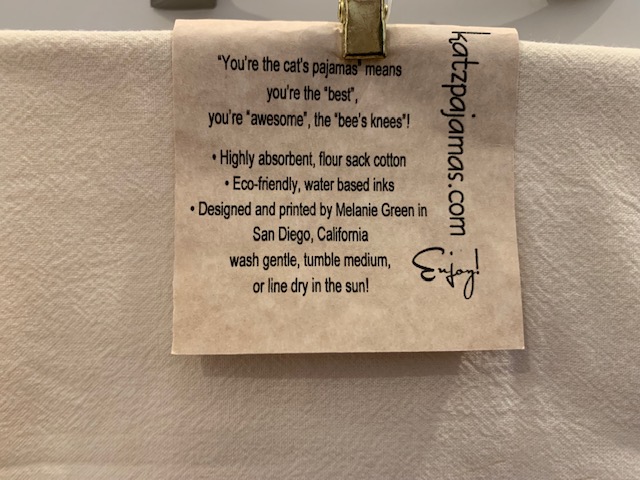 "You're the cat's pajamas" means
you're the "best",
you're "awesome", the "bee's knees"!
• Highly absorbent, flour sack cotton
• Eco-friendly, water based inks
• Designed and printed by Melanie Green in
San Diego, California
wash gentle, tumble medium,
or line dry in the sun!
katzpajamas.com
Enjoy!